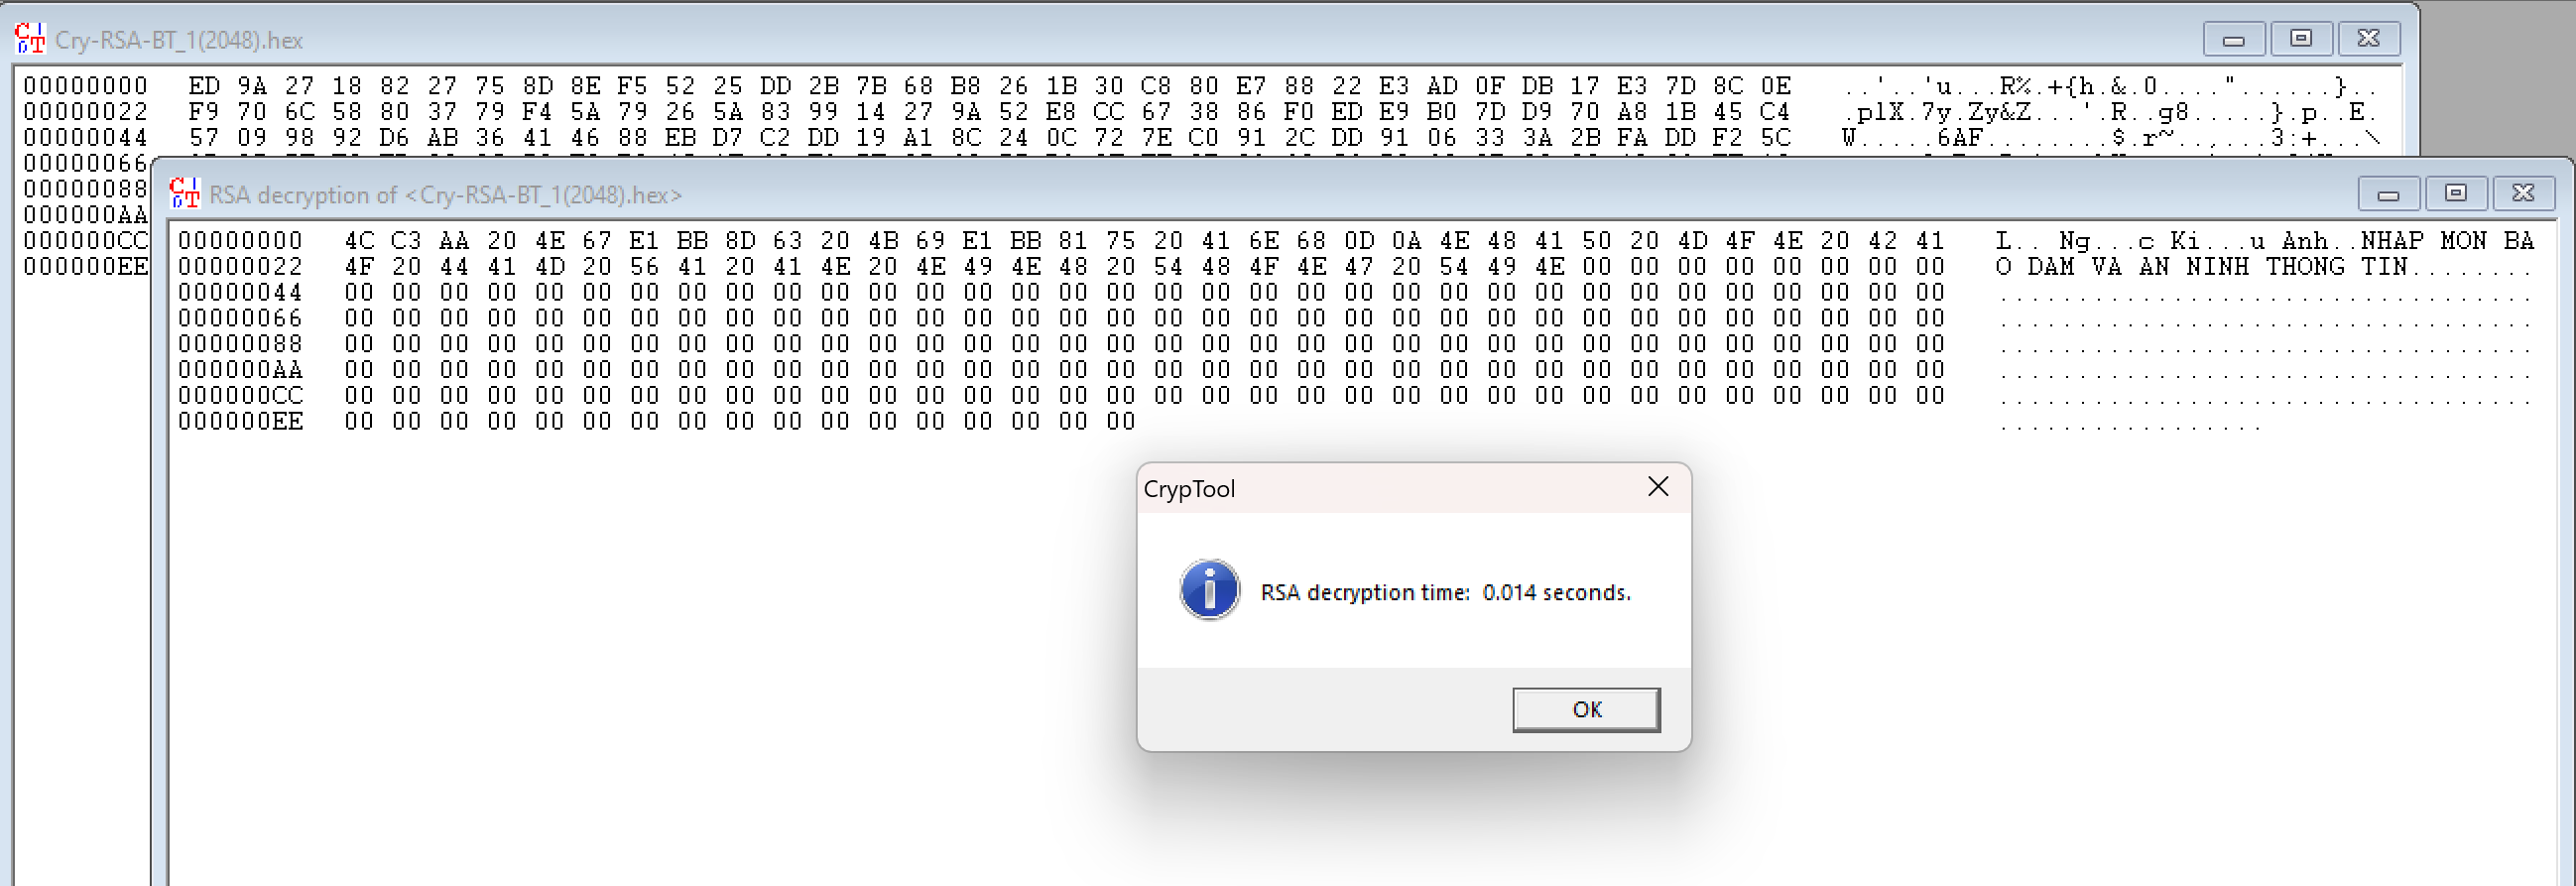 Cry-RSA-BT_1(2048).hex
00000000 ED 9A 27 18 82 27 75 8D 8E F5 52 25 DD 2B 7B 68 B8 26 1B 30 C8 80 E7 88 22 E3 AD 0F DB 17 E3 7D 8C 0E ..'..'u...R%.+{h.&.0...."......}..
00000022 F9 70 6C 58 80 37 79 F4 5A 79 26 5A 83 99 14 27 9A 52 E8 CC 67 38 86 F0 ED E9 B0 7D D9 70 A8 1B 45 C4 .plX.7y.Zy&Z...'.R..g8.....}.p..E.
00000044 57 09 98 92 D6 AB 36 41 46 88 EB D7 C2 DD 19 A1 8C 24 0C 72 7E C0 91 2C DD 91 06 33 3A 2B FA DD F2 5C W.....6AF........$.r~..,...3:+...\
00000066
00000088
000000AA
000000CC
000000EE
RSA decryption of <Cry-RSA-BT_1(2048).hex>
00000000 4C C3 AA 20 4E 67 E1 BB 8D 63 20 4B 69 E1 BB 81 75 20 41 6E 68 0D 0A 4E 48 41 50 20 4D 4F 4E 20 42 41 L.. Ng...c Ki...u Anh..NHAP MON BA
00000022 4F 20 44 41 4D 20 56 41 20 41 4E 20 4E 49 4E 48 20 54 48 4F 4E 47 20 54 49 4E 00 00 00 00 00 00 00 00 O DAM VA AN NINH THONG TIN........
00000044 00 00 00 00 00 00 00 00 00 00 00 00 00 00 00 00 00 00 00 00 00 00 00 00 00 00 00 00 00 00 00 00 00 00 ..................................
00000066 00 00 00 00 00 00 00 00 00 00 00 00 00 00 00 00 00 00 00 00 00 00 00 00 00 00 00 00 00 00 00 00 00 00 ..................................
00000088 00 00 00 00 00 00 00 00 00 00 00 00 00 00 00 00 00 00 00 00 00 00 00 00 00 00 00 00 00 00 00 00 00 00 ..................................
000000AA 00 00 00 00 00 00 00 00 00 00 00 00 00 00 00 00 00 00 00 00 00 00 00 00 00 00 00 00 00 00 00 00 00 00 ..................................
000000CC 00 00 00 00 00 00 00 00 00 00 00 00 00 00 00 00 00 00 00 00 00 00 00 00 00 00 00 00 00 00 00 00 00 00 ..................................
000000EE 00 00 00 00 00 00 00 00 00 00 00 00 00 00 00 00 00 .................
CrypTool
RSA decryption time: 0.014 seconds.
OK